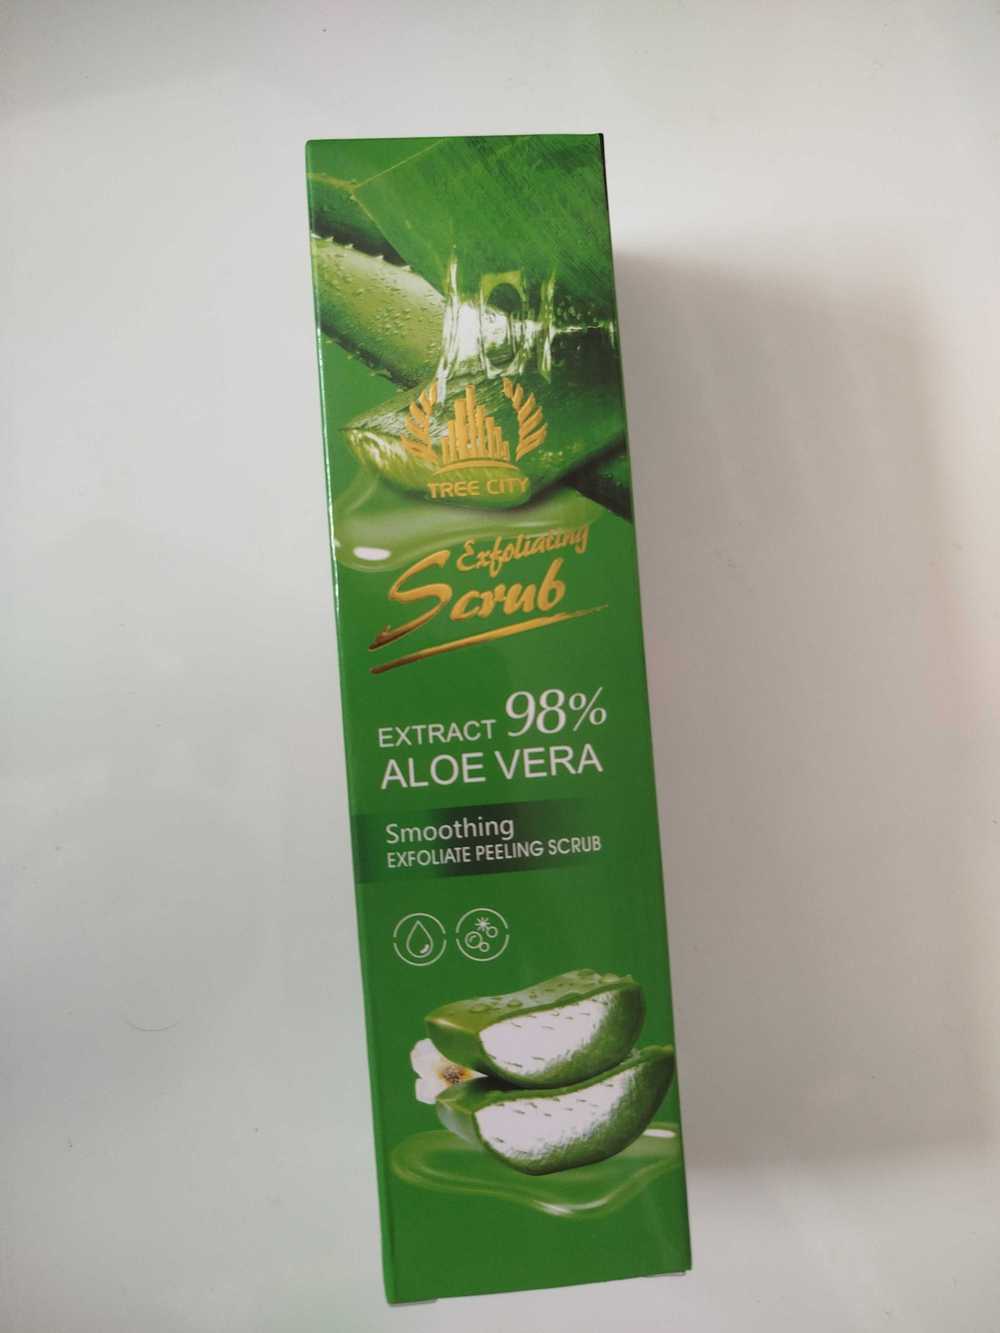 TREE CITY
Exfoliating
Scrub
EXTRACT 98%
ALOE VERA
Smoothing
EXFOLIATE PEELING SCRUB